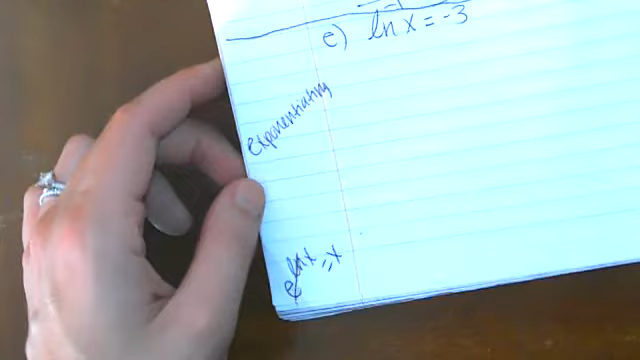 e) ln x = -3
exponentiating
e^{ln x} = x